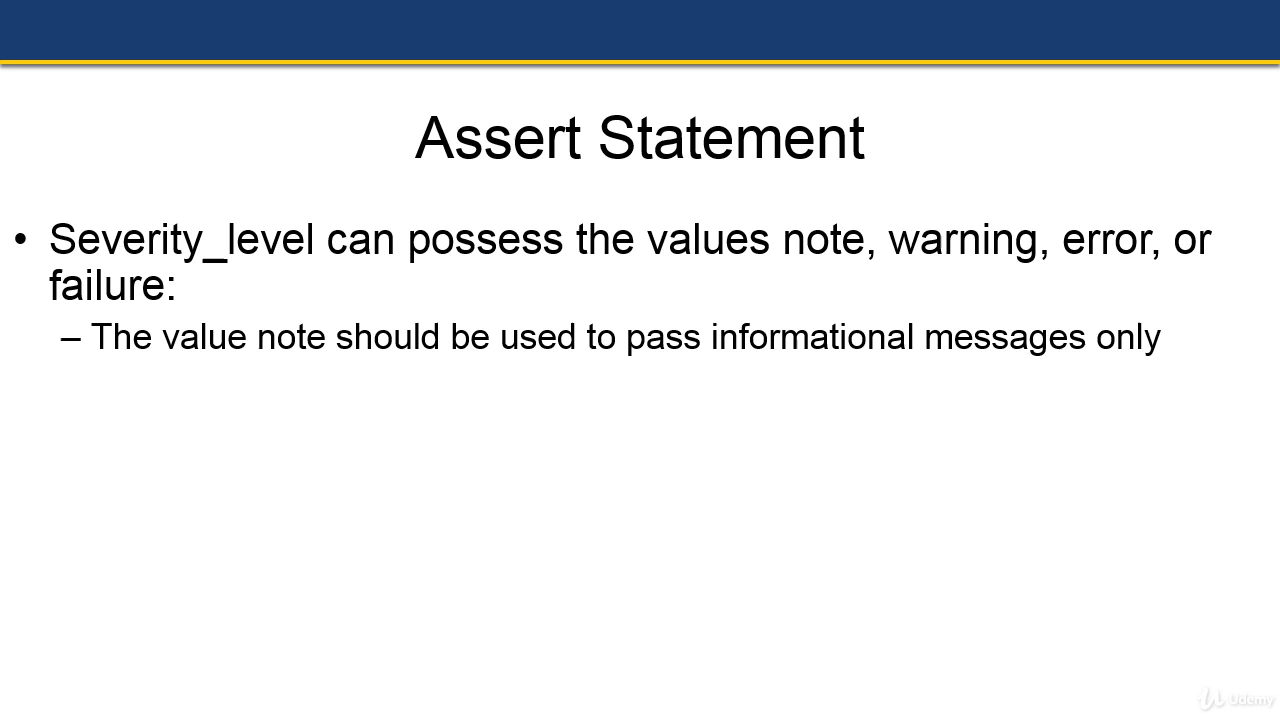 Assert Statement
• Severity_level can possess the values note, warning, error, or
failure:
– The value note should be used to pass informational messages only
Udemy